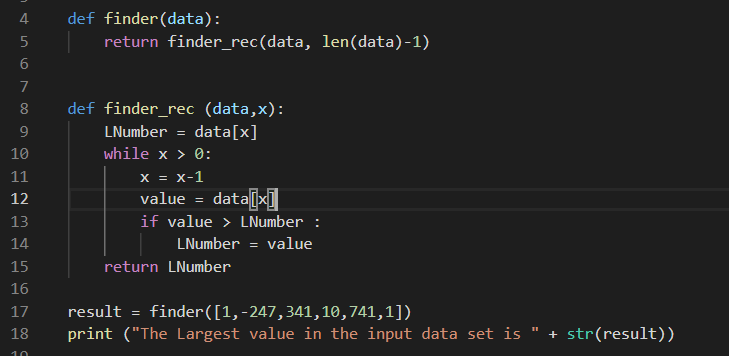 4 def finder(data):
5 return finder_rec(data, len(data)-1)
6
7
8 def finder_rec (data,x):
9 LNumber = data[x]
10 while x > 0:
11 x = x-1
12 value = data[x]
13 if value > LNumber :
14 LNumber = value
15 return LNumber
16
17 result = finder([1,-247,341,10,741,1])
18 print ("The Largest value in the input data set is " + str(result))